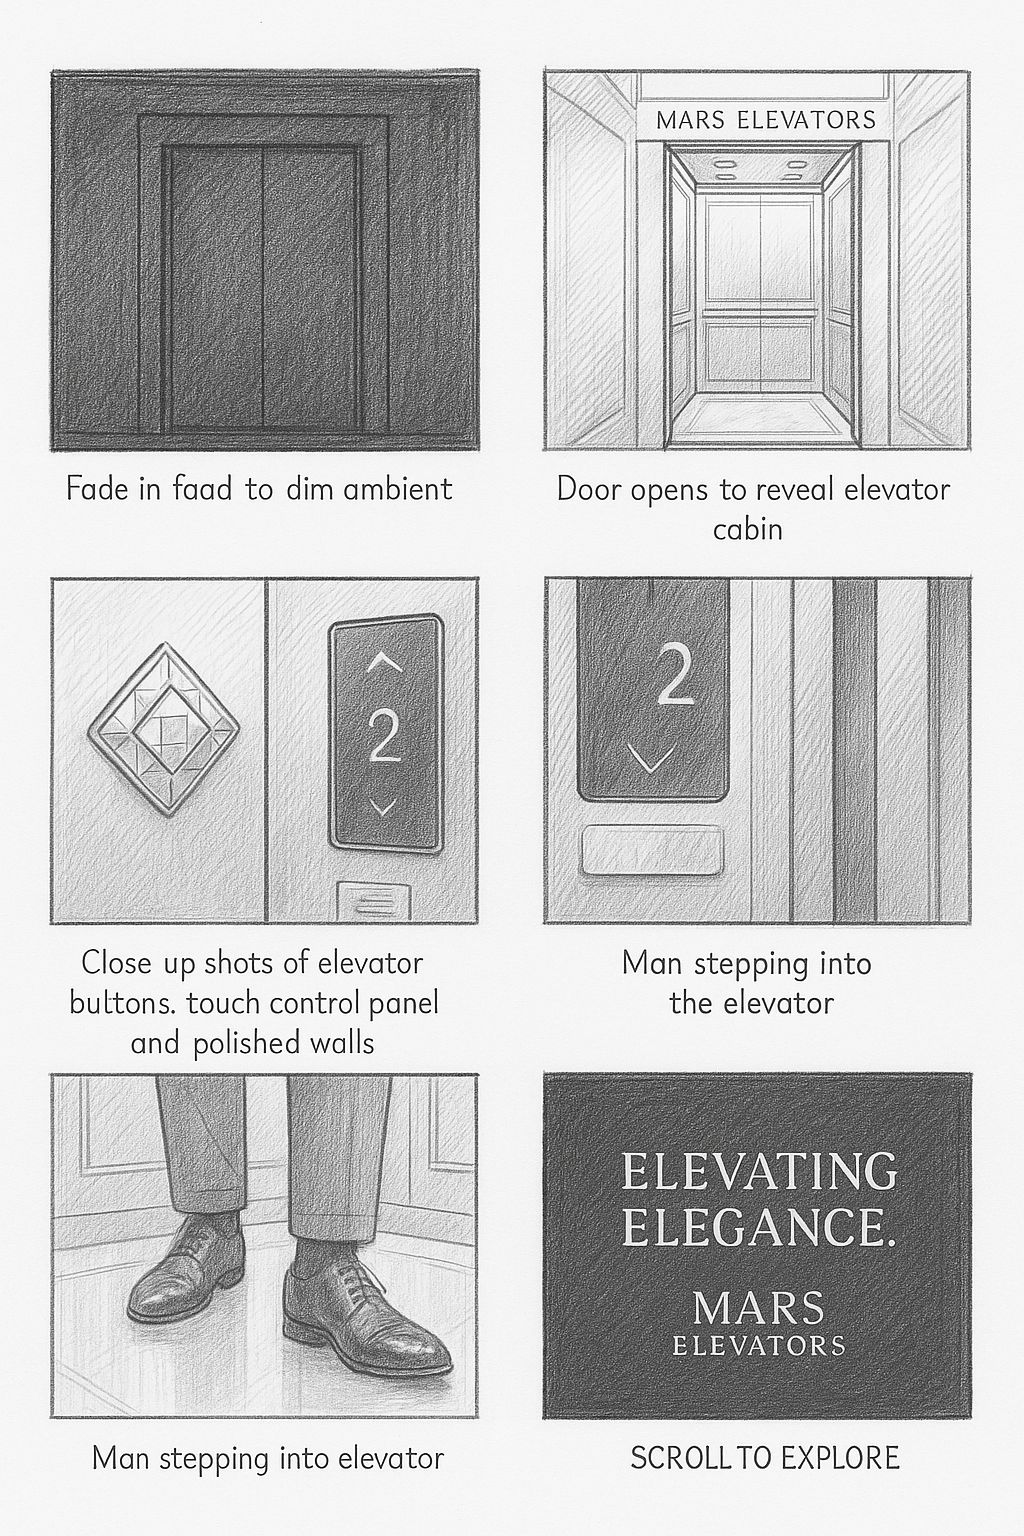 Fade in faad to dim ambient
MARS ELEVATORS
Door opens to reveal elevator
cabin
2
Close up shots of elevator
buttons. touch control panel
and polished walls
2
Man stepping into
the elevator
Man stepping into elevator
ELEVATING
ELEGANCE.
MARS
ELEVATORS
SCROLL TO EXPLORE